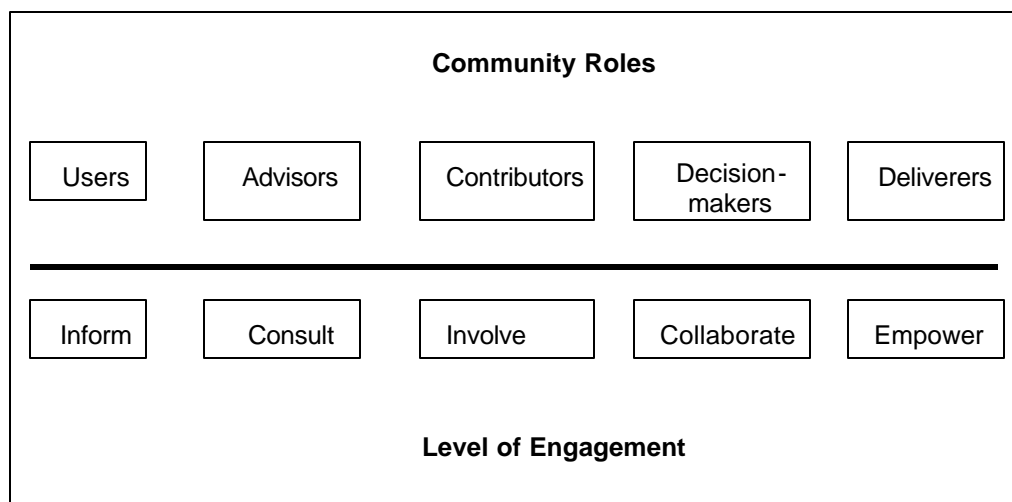 Community Roles
Users
Advisors
Contributors
Decision-
makers
Deliverers
Inform
Consult
Involve
Collaborate
Empower
Level of Engagement